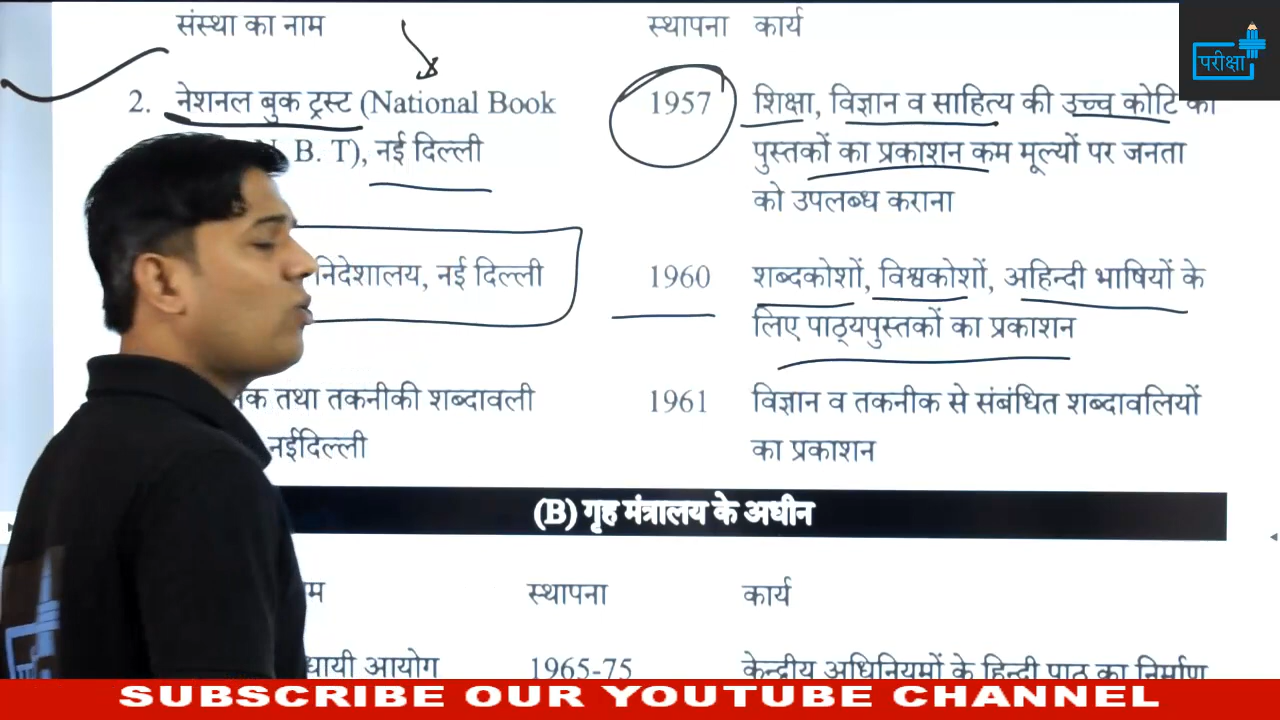 संस्था का नाम स्थापना कार्य
परीक्षा
2. नेशनल बुक ट्रस्ट (National Book 1957 शिक्षा, विज्ञान व साहित्य की उच्च कोटि की
B. T), नई दिल्ली पुस्तकों का प्रकाशन कम मूल्यों पर जनता
को उपलब्ध कराना
निदेशालय, नई दिल्ली 1960 शब्दकोशों, विश्वकोशों, अहिन्दी भाषियों के
लिए पाठ्यपुस्तकों का प्रकाशन
तथा तकनीकी शब्दावली 1961 विज्ञान व तकनीक से संबंधित शब्दावलियों
नईदिल्ली का प्रकाशन
(B) गृह मंत्रालय के अधीन
स्थापना कार्य
आयोग 1965-75 केन्द्रीय अधिनियमों के हिन्दी पाठ का निर्माण
SUBSCRIBE OUR YOUTUBE CHANNEL